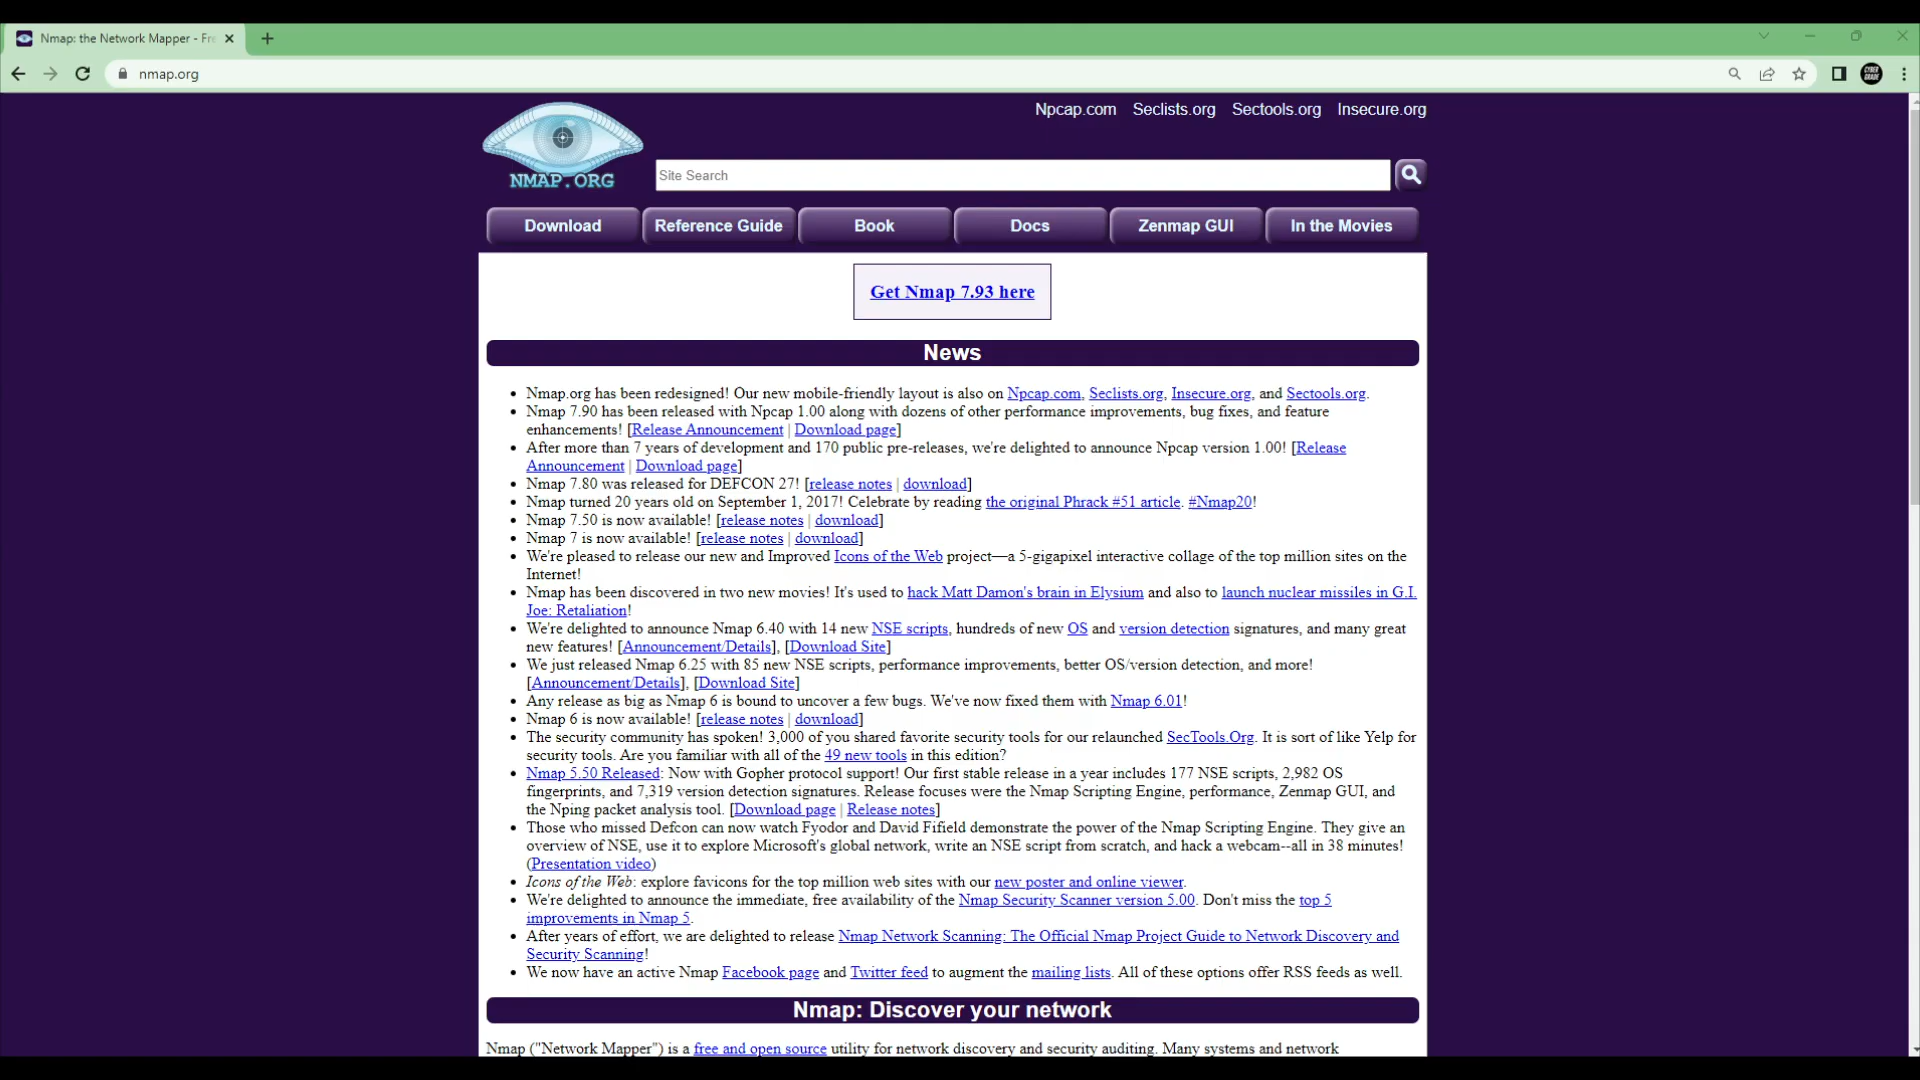 Nmap: the Network Mapper - Fre
nmap.org
CYBER
GRADE
Npcap.com Seclists.org Sectools.org Insecure.org
NMAP.ORG
Site Search
Download Reference Guide Book Docs Zenmap GUI In the Movies
Get Nmap 7.93 here
News
Nmap.org has been redesigned! Our new mobile-friendly layout is also on Npcap.com, Seclists.org, Insecure.org, and Sectools.org.
Nmap 7.90 has been released with Npcap 1.00 along with dozens of other performance improvements, bug fixes, and feature
enhancements! [Release Announcement | Download page]
After more than 7 years of development and 170 public pre-releases, we're delighted to announce Npcap version 1.00! [Release
Announcement | Download page]
Nmap 7.80 was released for DEFCON 27! [release notes | download]
Nmap turned 20 years old on September 1, 2017! Celebrate by reading the original Phrack #51 article. #Nmap20!
Nmap 7.50 is now available! [release notes | download]
Nmap 7 is now available! [release notes | download]
We're pleased to release our new and Improved Icons of the Web project—a 5-gigapixel interactive collage of the top million sites on the
Internet!
Nmap has been discovered in two new movies! It's used to hack Matt Damon's brain in Elysium and also to launch nuclear missiles in G.I.
Joe: Retaliation!
We're delighted to announce Nmap 6.40 with 14 new NSE scripts, hundreds of new OS and version detection signatures, and many great
new features! [Announcement/Details], [Download Site]
We just released Nmap 6.25 with 85 new NSE scripts, performance improvements, better OS/version detection, and more!
[Announcement/Details], [Download Site]
Any release as big as Nmap 6 is bound to uncover a few bugs. We've now fixed them with Nmap 6.01!
Nmap 6 is now available! [release notes | download]
The security community has spoken! 3,000 of you shared favorite security tools for our relaunched SecTools.Org. It is sort of like Yelp for
security tools. Are you familiar with all of the 49 new tools in this edition?
Nmap 5.50 Released: Now with Gopher protocol support! Our first stable release in a year includes 177 NSE scripts, 2,982 OS
fingerprints, and 7,319 version detection signatures. Release focuses were the Nmap Scripting Engine, performance, Zenmap GUI, and
the Nping packet analysis tool. [Download page | Release notes]
Those who missed Defcon can now watch Fyodor and David Fifield demonstrate the power of the Nmap Scripting Engine. They give an
overview of NSE, use it to explore Microsoft's global network, write an NSE script from scratch, and hack a webcam--all in 38 minutes!
(Presentation video)
Icons of the Web: explore favicons for the top million web sites with our new poster and online viewer.
We're delighted to announce the immediate, free availability of the Nmap Security Scanner version 5.00. Don't miss the top 5
improvements in Nmap 5.
After years of effort, we are delighted to release Nmap Network Scanning: The Official Nmap Project Guide to Network Discovery and
Security Scanning!
We now have an active Nmap Facebook page and Twitter feed to augment the mailing lists. All of these options offer RSS feeds as well.
Nmap: Discover your network
Nmap ("Network Mapper") is a free and open source utility for network discovery and security auditing. Many systems and network